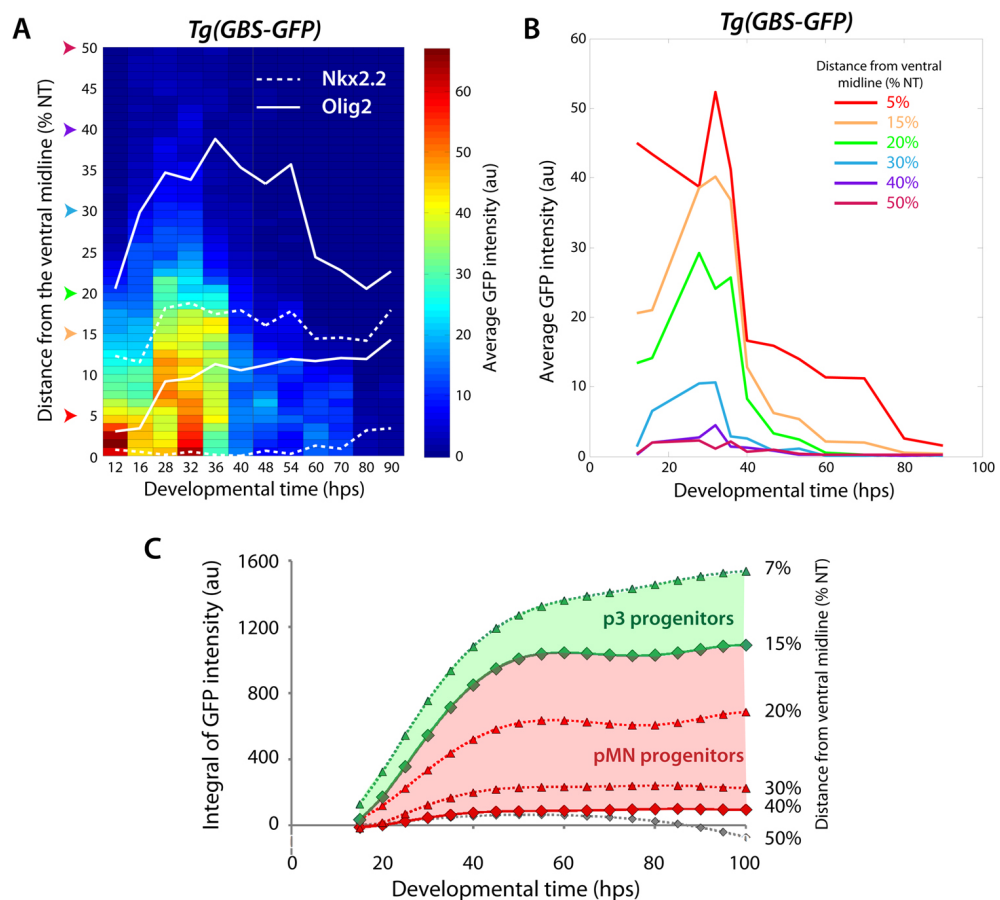 A
Tg(GBS-GFP)
Distance from the ventral midline (% NT)
50
45
40
35
30
25
20
15
10
5
0
Nkx2.2
Olig2
12 16 28 32 36 40 48 54 60 70 80 90
Developmental time (hps)
60
50
40
30
20
10
0
Average GFP intensity (au)
B
Tg(GBS-GFP)
Average GFP intensity (au)
60
50
40
30
20
10
0
Distance from ventral
midline (% NT)
5%
15%
20%
30%
40%
50%
0 20 40 60 80 100
Developmental time (hps)
C
Integral of GFP intensity (au)
1600
1200
800
400
0
p3 progenitors
pMN progenitors
7%
15%
20%
30%
40%
50%
Distance from ventral midline (% NT)
0 20 40 60 80 100
Developmental time (hps)